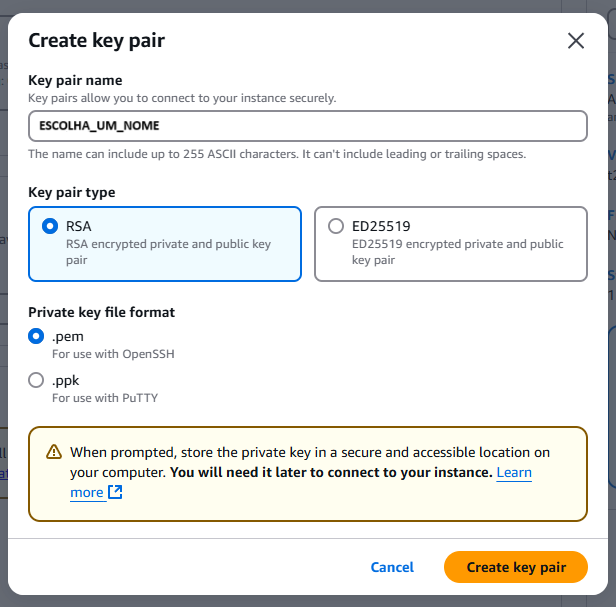 Create key pair
Key pair name
Key pairs allow you to connect to your instance securely.
ESCOLHA_UM_NOME
The name can include up to 255 ASCII characters. It can't include leading or trailing spaces.
Key pair type
RSA
RSA encrypted private and public key
pair
ED25519
ED25519 encrypted private and public
key pair
Private key file format
.pem
For use with OpenSSH
.ppk
For use with PuTTY
When prompted, store the private key in a secure and accessible location on
your computer. You will need it later to connect to your instance. Learn
more
Cancel
Create key pair